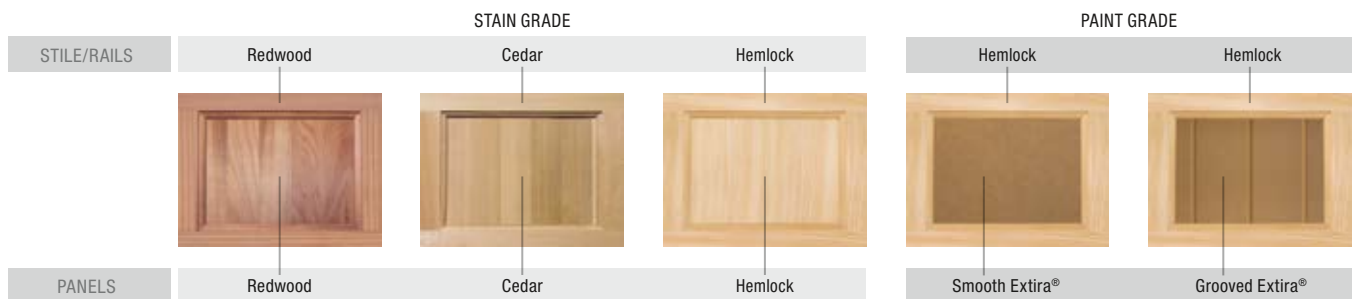 STAIN GRADE PAINT GRADE
STILE/RAILS Redwood Cedar Hemlock Hemlock Hemlock
PANELS Redwood Cedar Hemlock Smooth Extira® Grooved Extira®